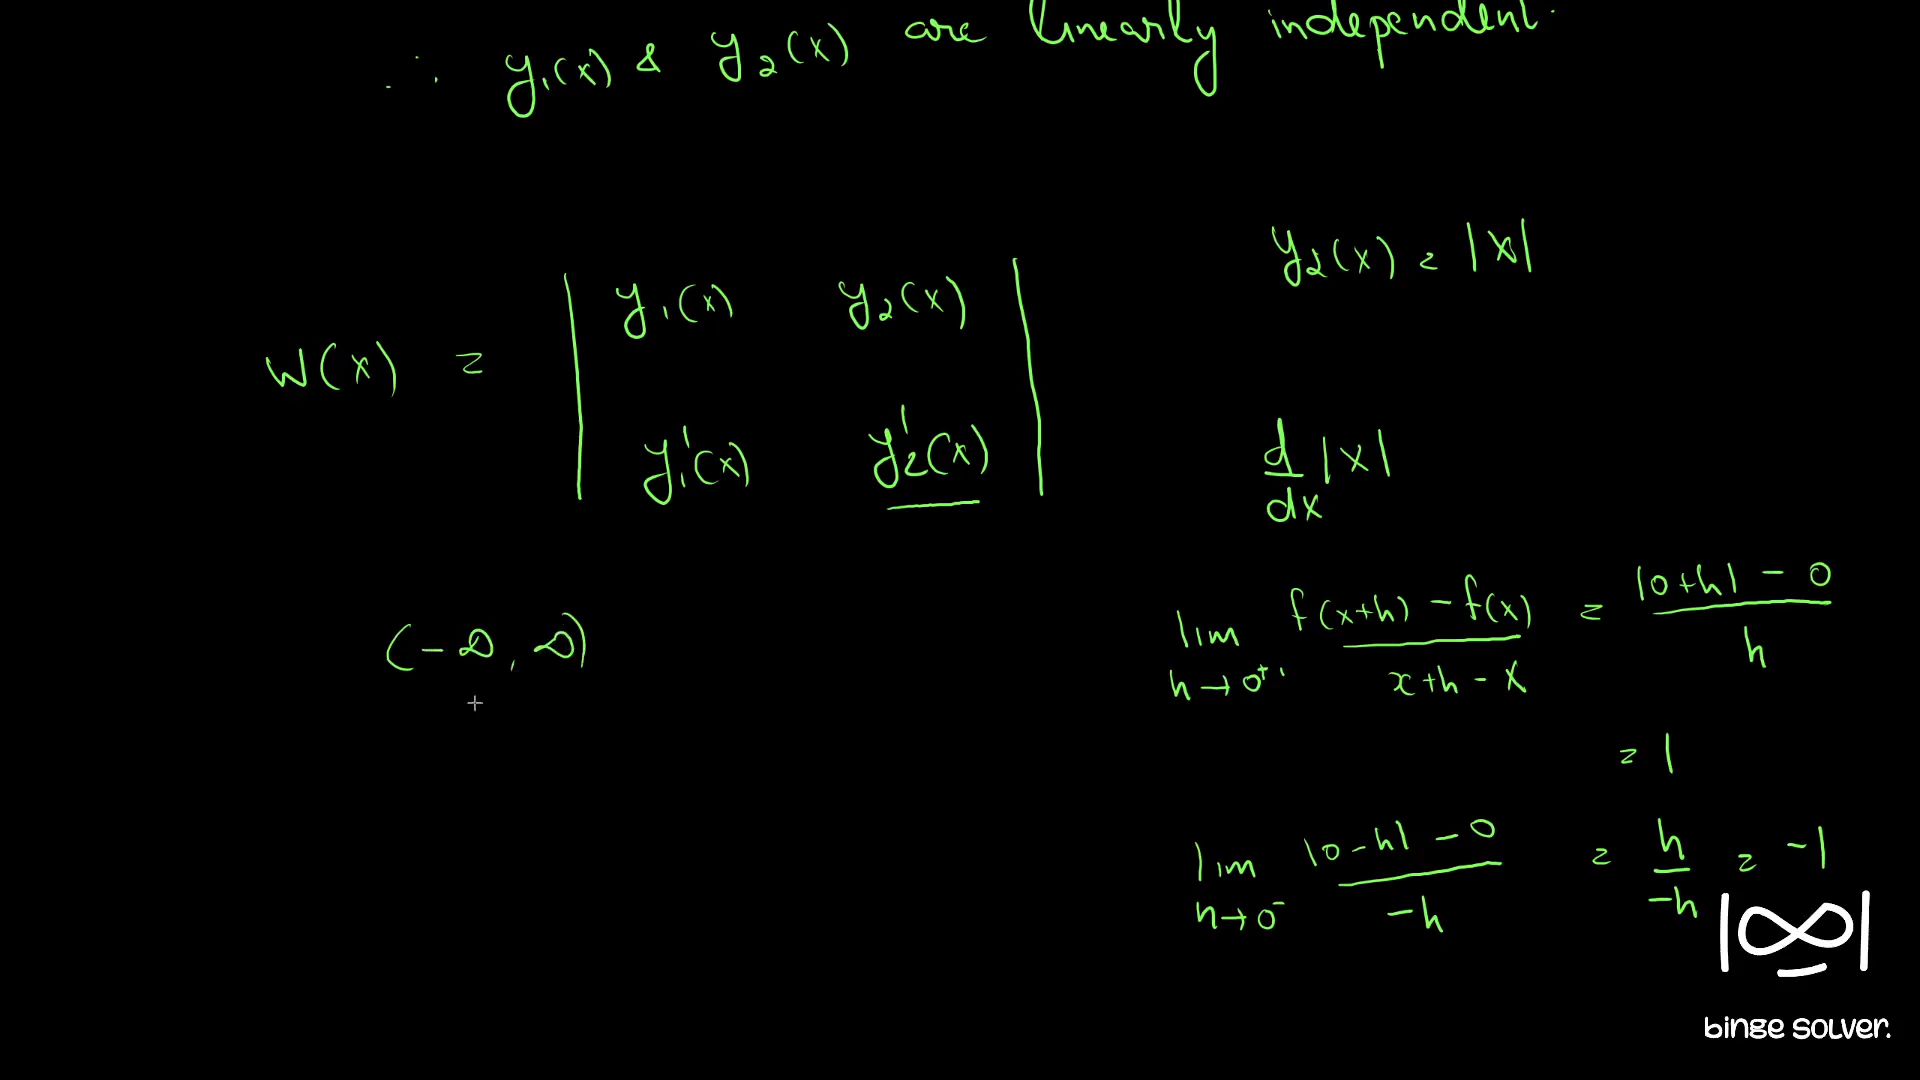 ∴ y₁(x) & y₂(x) are linearly independent.
y₂(x) = |x|
W(x) = | y₁(x) y₂(x) |
| y₁'(x) y₂'(x) |
d/dx |x|
(-∞, ∞)
lim h→0⁺ (f(x+h) - f(x))/(x+h-x) = (|0+h| - 0)/h
= 1
lim h→0⁻ (|0-h| - 0)/(-h) = h/(-h) = -1
|∞|
binge solver.